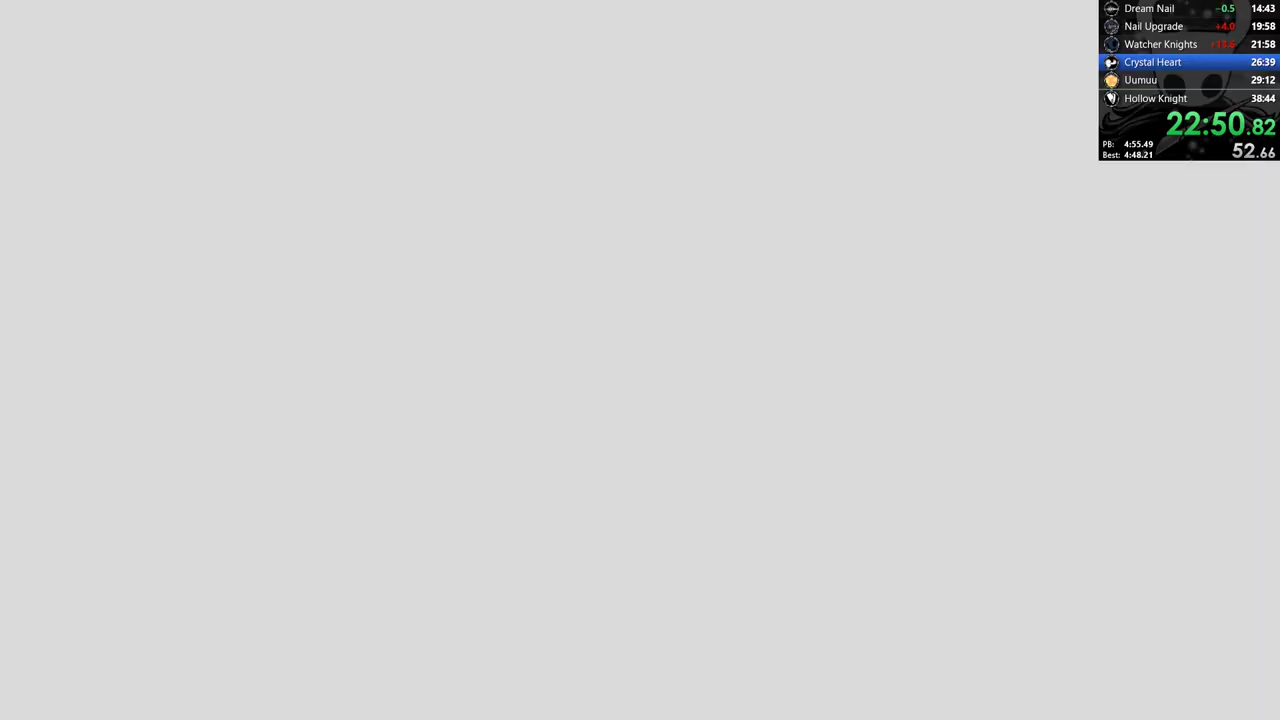 Dream Nail −0.5 14:43
Nail Upgrade +4.0 19:58
Watcher Knights +13.6 21:58
Crystal Heart 26:39
Uumuu 29:12
Hollow Knight 38:44
22:50.82
PB: 4:55.49
Best: 4:48.21
52.66